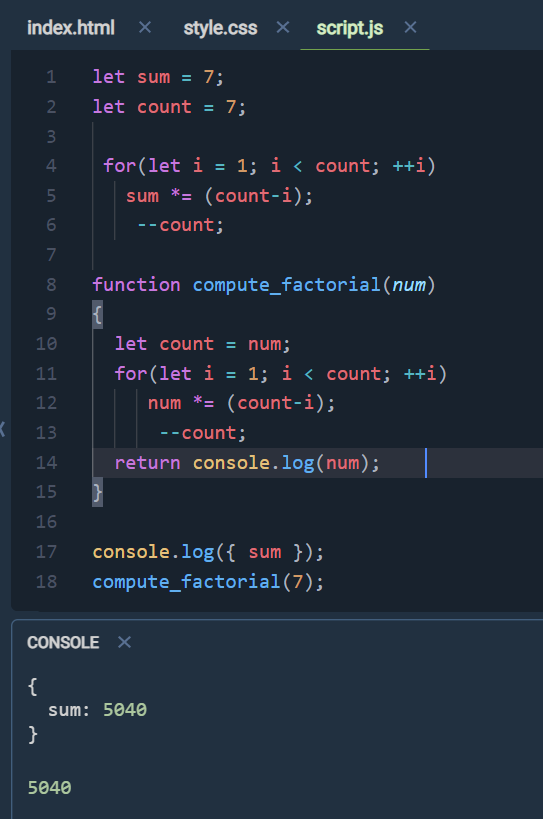 index.html × style.css × script.js ×
1 let sum = 7;
2 let count = 7;
3
4 for(let i = 1; i < count; ++i)
5 sum *= (count-i);
6 --count;
7
8 function compute_factorial(num)
9 {
10 let count = num;
11 for(let i = 1; i < count; ++i)
12 num *= (count-i);
13 --count;
14 return console.log(num);
15 }
16
17 console.log({ sum });
18 compute_factorial(7);
CONSOLE ×
{
sum: 5040
}
5040